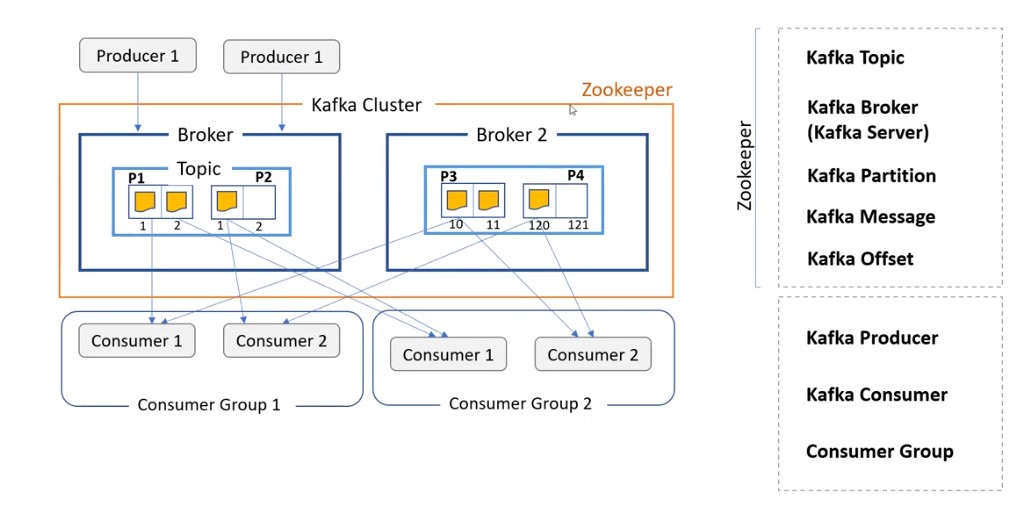 Producer 1
Producer 1
Zookeeper
Kafka Cluster
Broker
Broker 2
Topic
P1
P2
P3
P4
1
2
1
2
10
11
120
121
Consumer 1
Consumer 2
Consumer 1
Consumer 2
Consumer Group 1
Consumer Group 2
Zookeeper
Kafka Topic
Kafka Broker
(Kafka Server)
Kafka Partition
Kafka Message
Kafka Offset
Kafka Producer
Kafka Consumer
Consumer Group